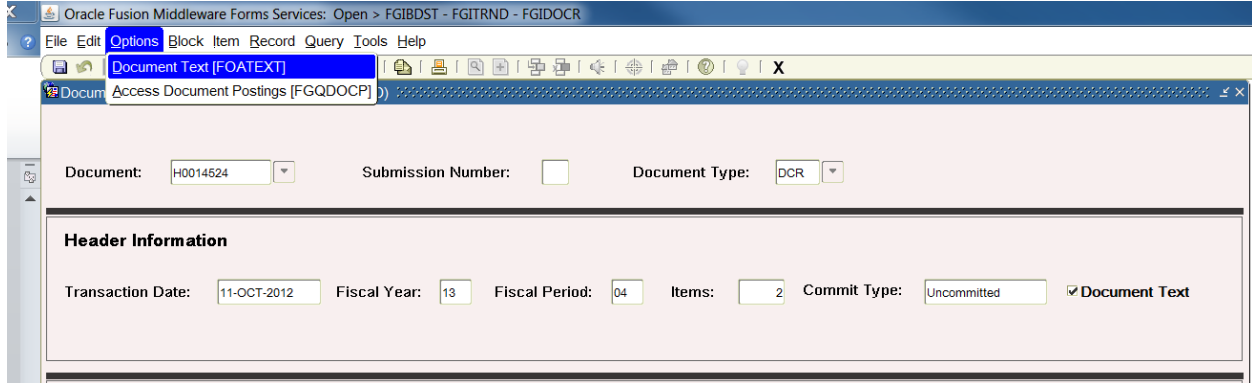 Oracle Fusion Middleware Forms Services: Open > FGIBDST - FGITRND - FGIDOCR
File Edit Options Block Item Record Query Tools Help
Document Text [FOATEXT]
X
Access Document Postings [FGQDOCP]
Document: H0014524 Submission Number: Document Type: DCR
Header Information
Transaction Date: 11-OCT-2012 Fiscal Year: 13 Fiscal Period: 04 Items: 2 Commit Type: Uncommitted Document Text